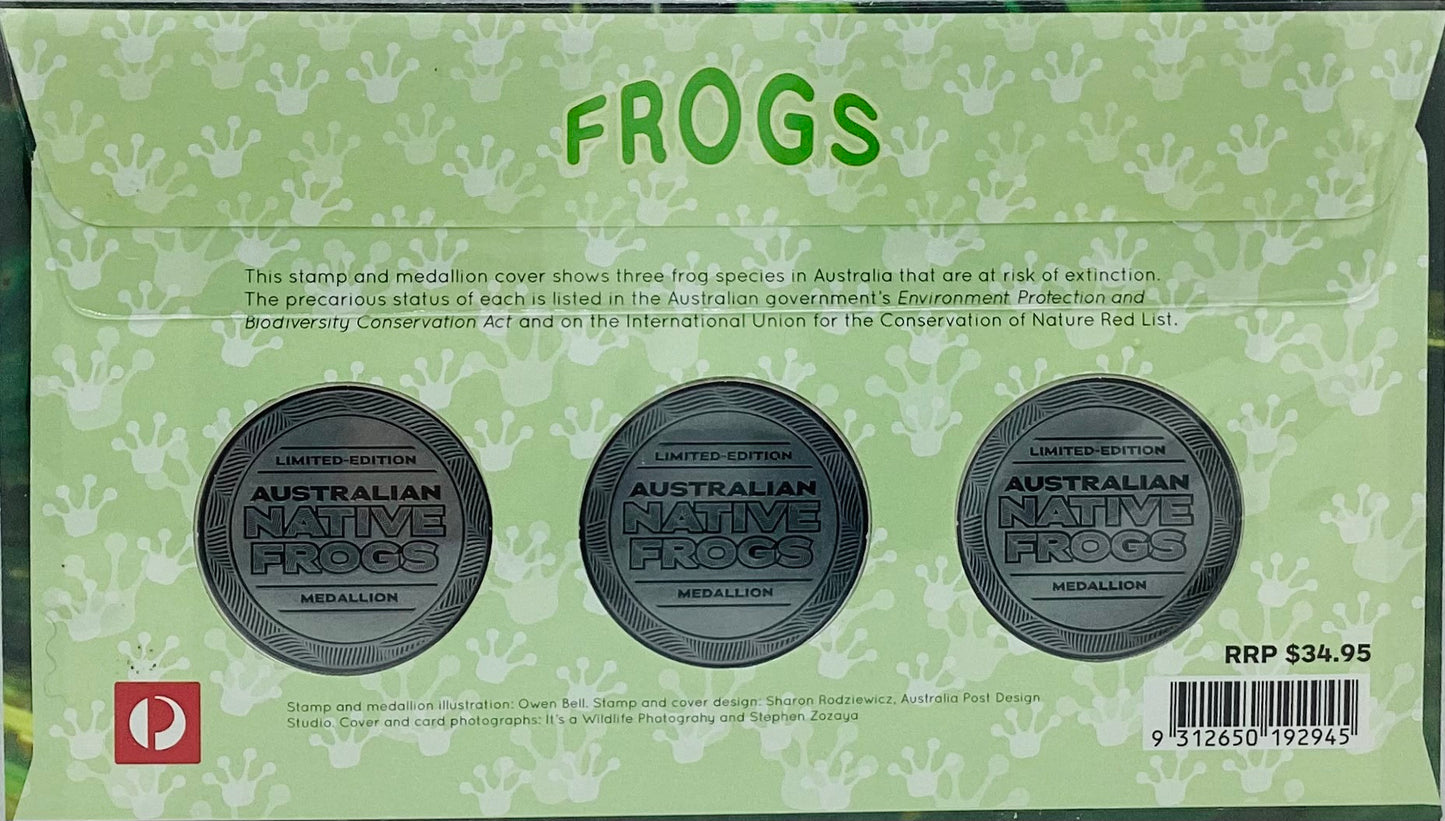 FROGS
This stamp and medallion cover shows three frog species in Australia that are at risk of extinction.
The precarious status of each is listed in the Australian government's Environment Protection and
Biodiversity Conservation Act and on the International Union for the Conservation of Nature Red List.
LIMITED-EDITION
AUSTRALIAN
NATIVE
FROGS
MEDALLION
LIMITED-EDITION
AUSTRALIAN
NATIVE
FROGS
MEDALLION
LIMITED-EDITION
AUSTRALIAN
NATIVE
FROGS
MEDALLION
RRP $34.95
Stamp and medallion illustration: Owen Bell. Stamp and cover design: Sharon Rodziewicz, Australia Post Design
Studio. Cover and card photographs: It's a Wildlife Photograhy and Stephen Zozaya
9 312650 192945